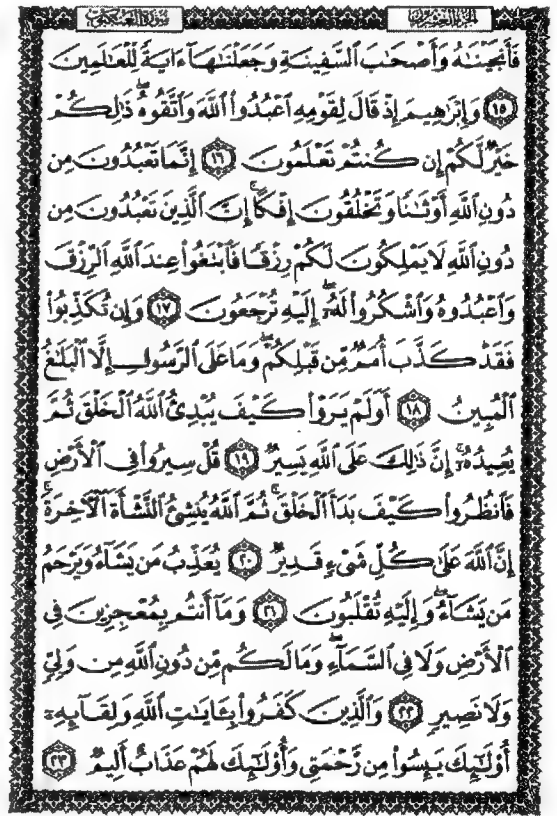 الجزء العشرون سورة العنكبوت
فَأَنجَيْنَٰهُ وَأَصْحَٰبَ ٱلسَّفِينَةِ وَجَعَلْنَٰهَآ ءَايَةً لِّلْعَٰلَمِينَ
﴿١٥﴾ وَإِبْرَٰهِيمَ إِذْ قَالَ لِقَوْمِهِ ٱعْبُدُوا۟ ٱللَّهَ وَٱتَّقُوهُ ۖ ذَٰلِكُمْ
خَيْرٌ لَّكُمْ إِن كُنتُمْ تَعْلَمُونَ ﴿١٦﴾ إِنَّمَا تَعْبُدُونَ مِن
دُونِ ٱللَّهِ أَوْثَٰنًا وَتَخْلُقُونَ إِفْكًا ۚ إِنَّ ٱلَّذِينَ تَعْبُدُونَ مِن
دُونِ ٱللَّهِ لَا يَمْلِكُونَ لَكُمْ رِزْقًا فَٱبْتَغُوا۟ عِندَ ٱللَّهِ ٱلرِّزْقَ
وَٱعْبُدُوهُ وَٱشْكُرُوا۟ لَهُۥٓ ۖ إِلَيْهِ تُرْجَعُونَ ﴿١٧﴾ وَإِن تُكَذِّبُوا۟
فَقَدْ كَذَّبَ أُمَمٌ مِّن قَبْلِكُمْ ۖ وَمَا عَلَى ٱلرَّسُولِ إِلَّا ٱلْبَلَٰغُ
ٱلْمُبِينُ ﴿١٨﴾ أَوَلَمْ يَرَوْا۟ كَيْفَ يُبْدِئُ ٱللَّهُ ٱلْخَلْقَ ثُمَّ
يُعِيدُهُۥٓ ۚ إِنَّ ذَٰلِكَ عَلَى ٱللَّهِ يَسِيرٌ ﴿١٩﴾ قُلْ سِيرُوا۟ فِى ٱلْأَرْضِ
فَٱنظُرُوا۟ كَيْفَ بَدَأَ ٱلْخَلْقَ ۚ ثُمَّ ٱللَّهُ يُنشِئُ ٱلنَّشْأَةَ ٱلْءَاخِرَةَ ۚ
إِنَّ ٱللَّهَ عَلَىٰ كُلِّ شَىْءٍ قَدِيرٌ ﴿٢٠﴾ يُعَذِّبُ مَن يَشَآءُ وَيَرْحَمُ
مَن يَشَآءُ ۖ وَإِلَيْهِ تُقْلَبُونَ ﴿٢١﴾ وَمَآ أَنتُم بِمُعْجِزِينَ فِى
ٱلْأَرْضِ وَلَا فِى ٱلسَّمَآءِ ۖ وَمَا لَكُم مِّن دُونِ ٱللَّهِ مِن وَلِىٍّ
وَلَا نَصِيرٍ ﴿٢٢﴾ وَٱلَّذِينَ كَفَرُوا۟ بِـَٔايَٰتِ ٱللَّهِ وَلِقَآئِهِۦٓ
أُو۟لَٰٓئِكَ يَئِسُوا۟ مِن رَّحْمَتِى وَأُو۟لَٰٓئِكَ لَهُمْ عَذَابٌ أَلِيمٌ ﴿٢٣﴾